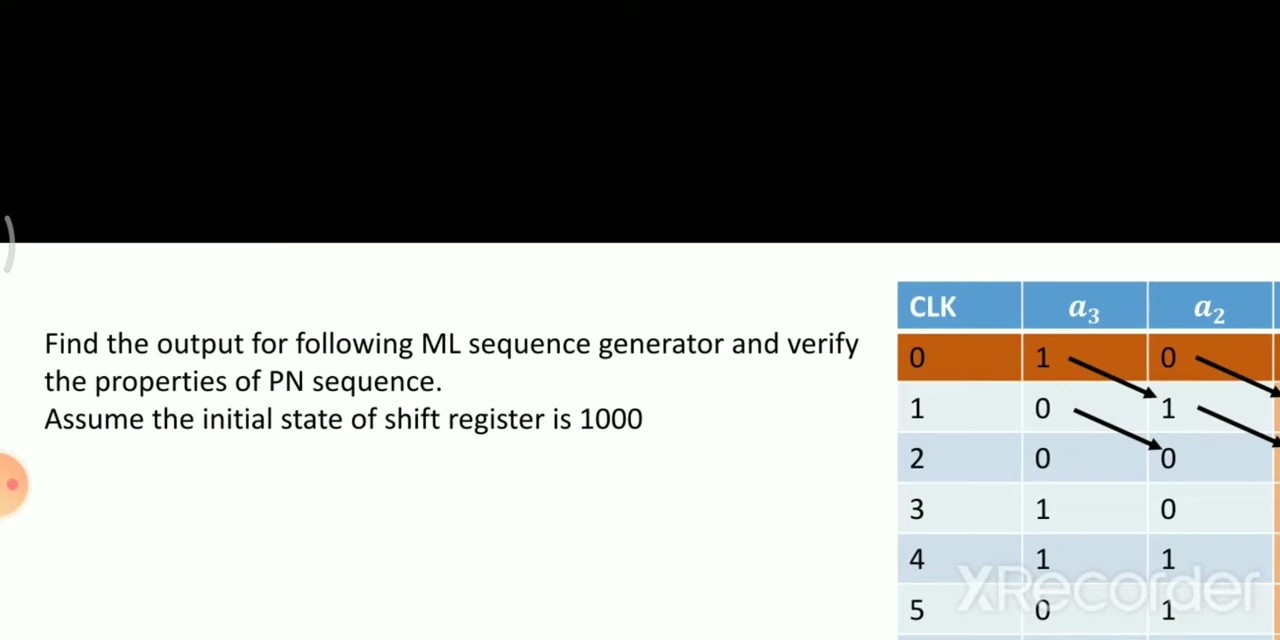 Find the output for following ML sequence generator and verify
the properties of PN sequence.
Assume the initial state of shift register is 1000
CLK a₃ a₂
0 1 0
1 0 1
2 0 0
3 1 0
4 1 1
5 0 1
XRecorder